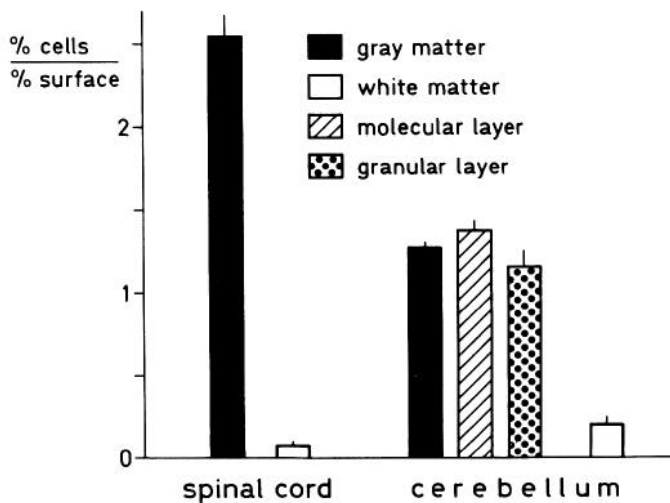 % cells
% surface
gray matter
white matter
molecular layer
granular layer
2
1
0
spinal cord
cerebellum